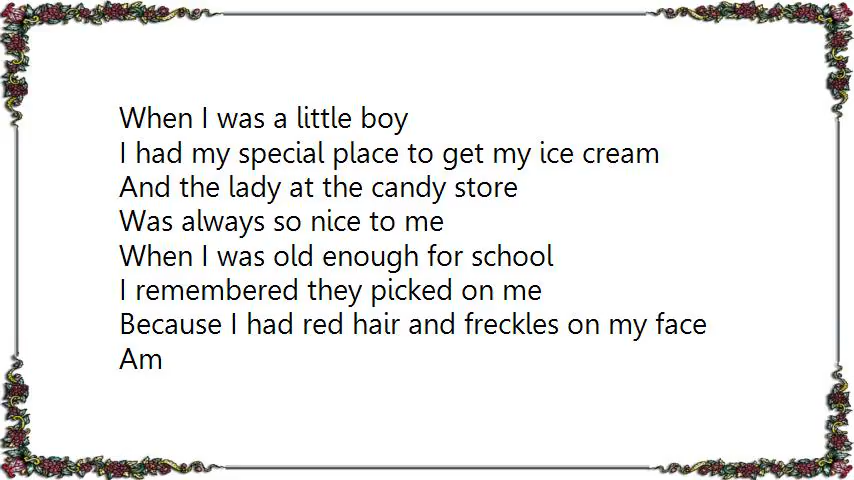 When I was a little boy
I had my special place to get my ice cream
And the lady at the candy store
Was always so nice to me
When I was old enough for school
I remembered they picked on me
Because I had red hair and freckles on my face
Am